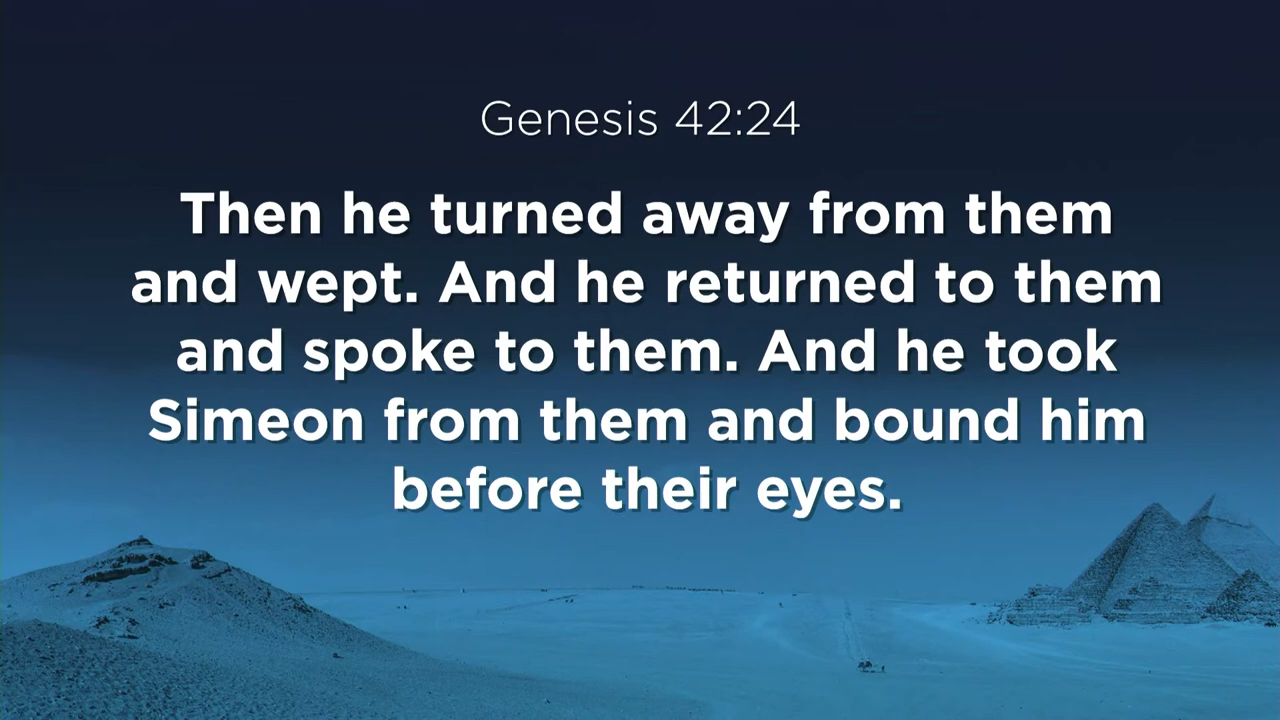 Genesis 42:24
Then he turned away from them
and wept. And he returned to them
and spoke to them. And he took
Simeon from them and bound him
before their eyes.